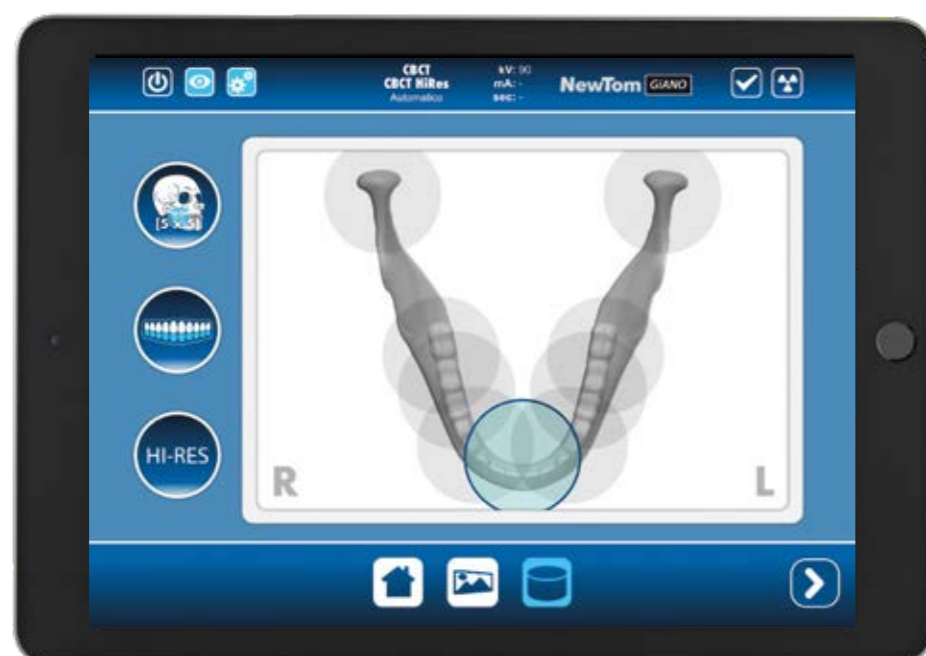 CBCT
CBCT HiRes
Automatico
kV: 90
mA: -
sec: -
NewTom GIANO
[5 x 5]
HI-RES
R
L